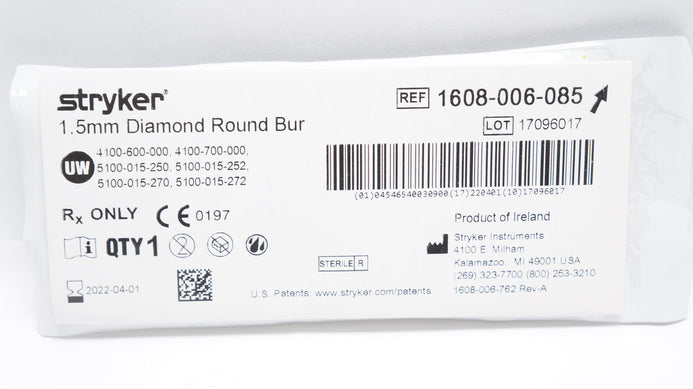 stryker®
REF 1608-006-085
1.5mm Diamond Round Bur
LOT 17096017
UW 4100-600-000, 4100-700-000,
5100-015-250, 5100-015-252,
5100-015-270, 5100-015-272
(01)04546540030900(17)220401(10)17096017
Rx ONLY CE 0197
Product of Ireland
QTY 1
2
STERILE R
Stryker Instruments
4100 E. Milham
Kalamazoo, MI 49001 USA
(269) 323-7700 (800) 253-3210
2022-04-01
U.S. Patents: www.stryker.com/patents
1608-006-762 Rev-A